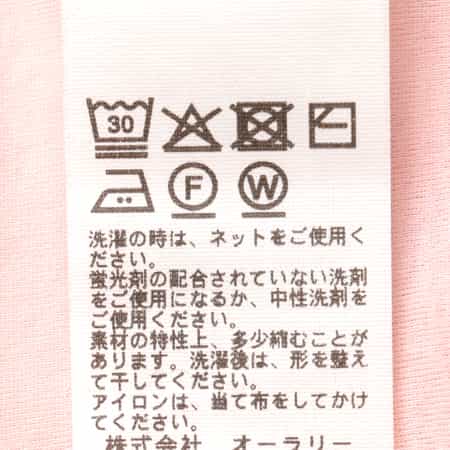 30
F W
洗濯の時は、ネットをご使用く
ださい。
蛍光剤の配合されていない洗剤
をご使用になるか、中性洗剤を
ご使用ください。
素材の特性上、多少縮むことが
あります。洗濯後は、形を整え
て干してください。
アイロンは、当て布をしてかけ
てください。
株式会社 オーラリー